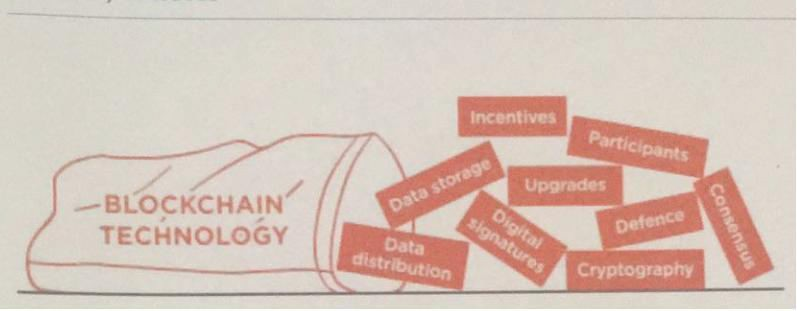 BLOCKCHAIN
TECHNOLOGY
Incentives
Participants
Data storage
Upgrades
Consensus
Digital
signatures
Defence
Data
distribution
Cryptography